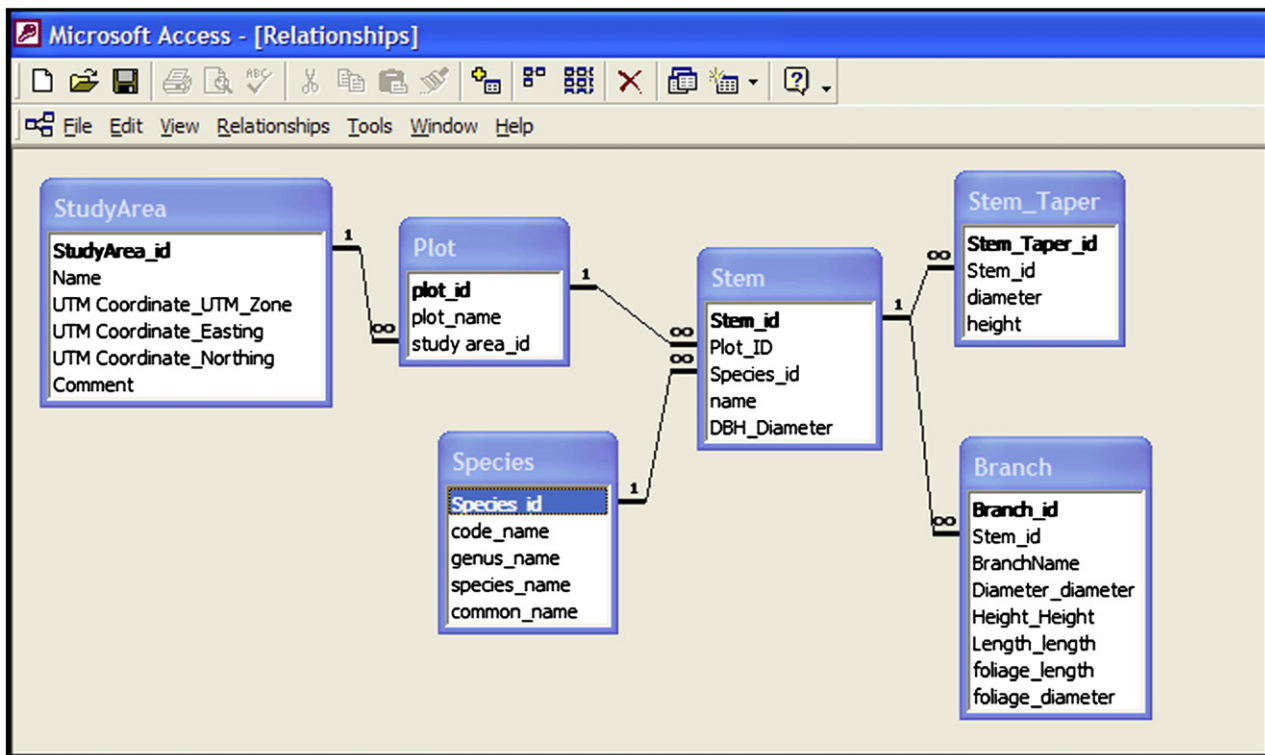 Microsoft Access - [Relationships]
ABC
File Edit View Relationships Tools Window Help
StudyArea
StudyArea_id
Name
UTM Coordinate_UTM_Zone
UTM Coordinate_Easting
UTM Coordinate_Northing
Comment
1
∞
Plot
plot_id
plot_name
study area_id
1
∞
∞
Species
Species_id
code_name
genus_name
species_name
common_name
1
Stem
Stem_id
Plot_ID
Species_id
name
DBH_Diameter
1
∞
∞
Stem_Taper
Stem_Taper_id
Stem_id
diameter
height
Branch
Branch_id
Stem_id
BranchName
Diameter_diameter
Height_Height
Length_length
foliage_length
foliage_diameter